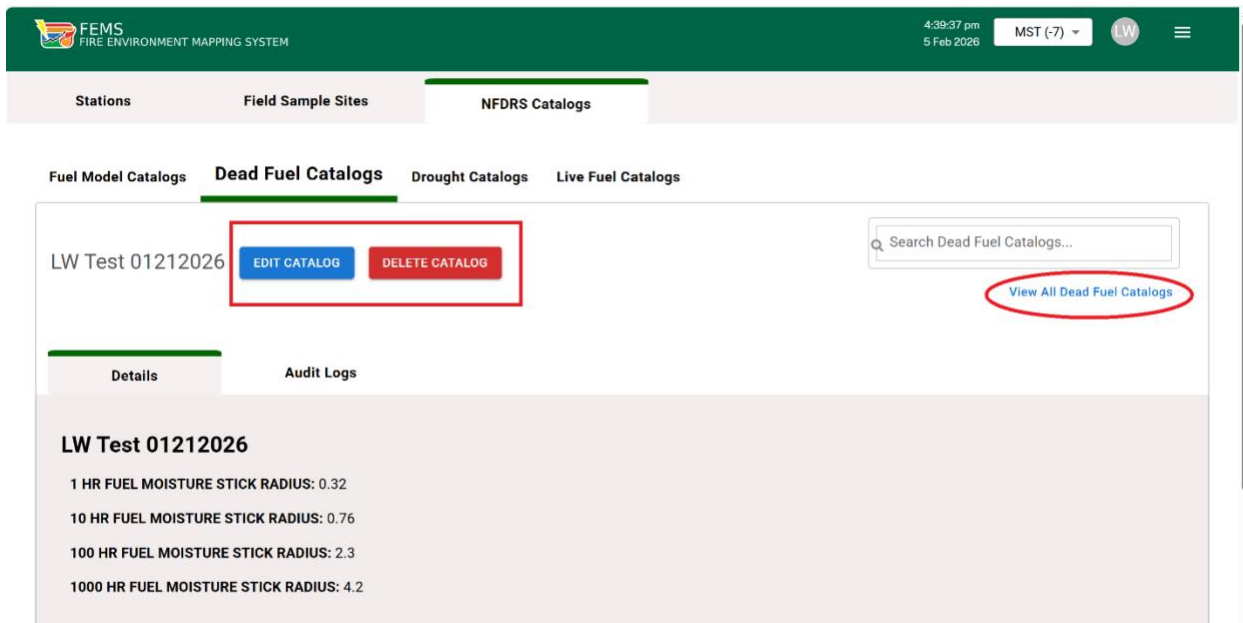 FEMS
FIRE ENVIRONMENT MAPPING SYSTEM
4:39:37 pm
5 Feb 2026
MST (-7)
LW
Stations
Field Sample Sites
NFDRS Catalogs
Fuel Model Catalogs
Dead Fuel Catalogs
Drought Catalogs
Live Fuel Catalogs
LW Test 01212026
EDIT CATALOG
DELETE CATALOG
Search Dead Fuel Catalogs...
View All Dead Fuel Catalogs
Details
Audit Logs
LW Test 01212026
1 HR FUEL MOISTURE STICK RADIUS: 0.32
10 HR FUEL MOISTURE STICK RADIUS: 0.76
100 HR FUEL MOISTURE STICK RADIUS: 2.3
1000 HR FUEL MOISTURE STICK RADIUS: 4.2